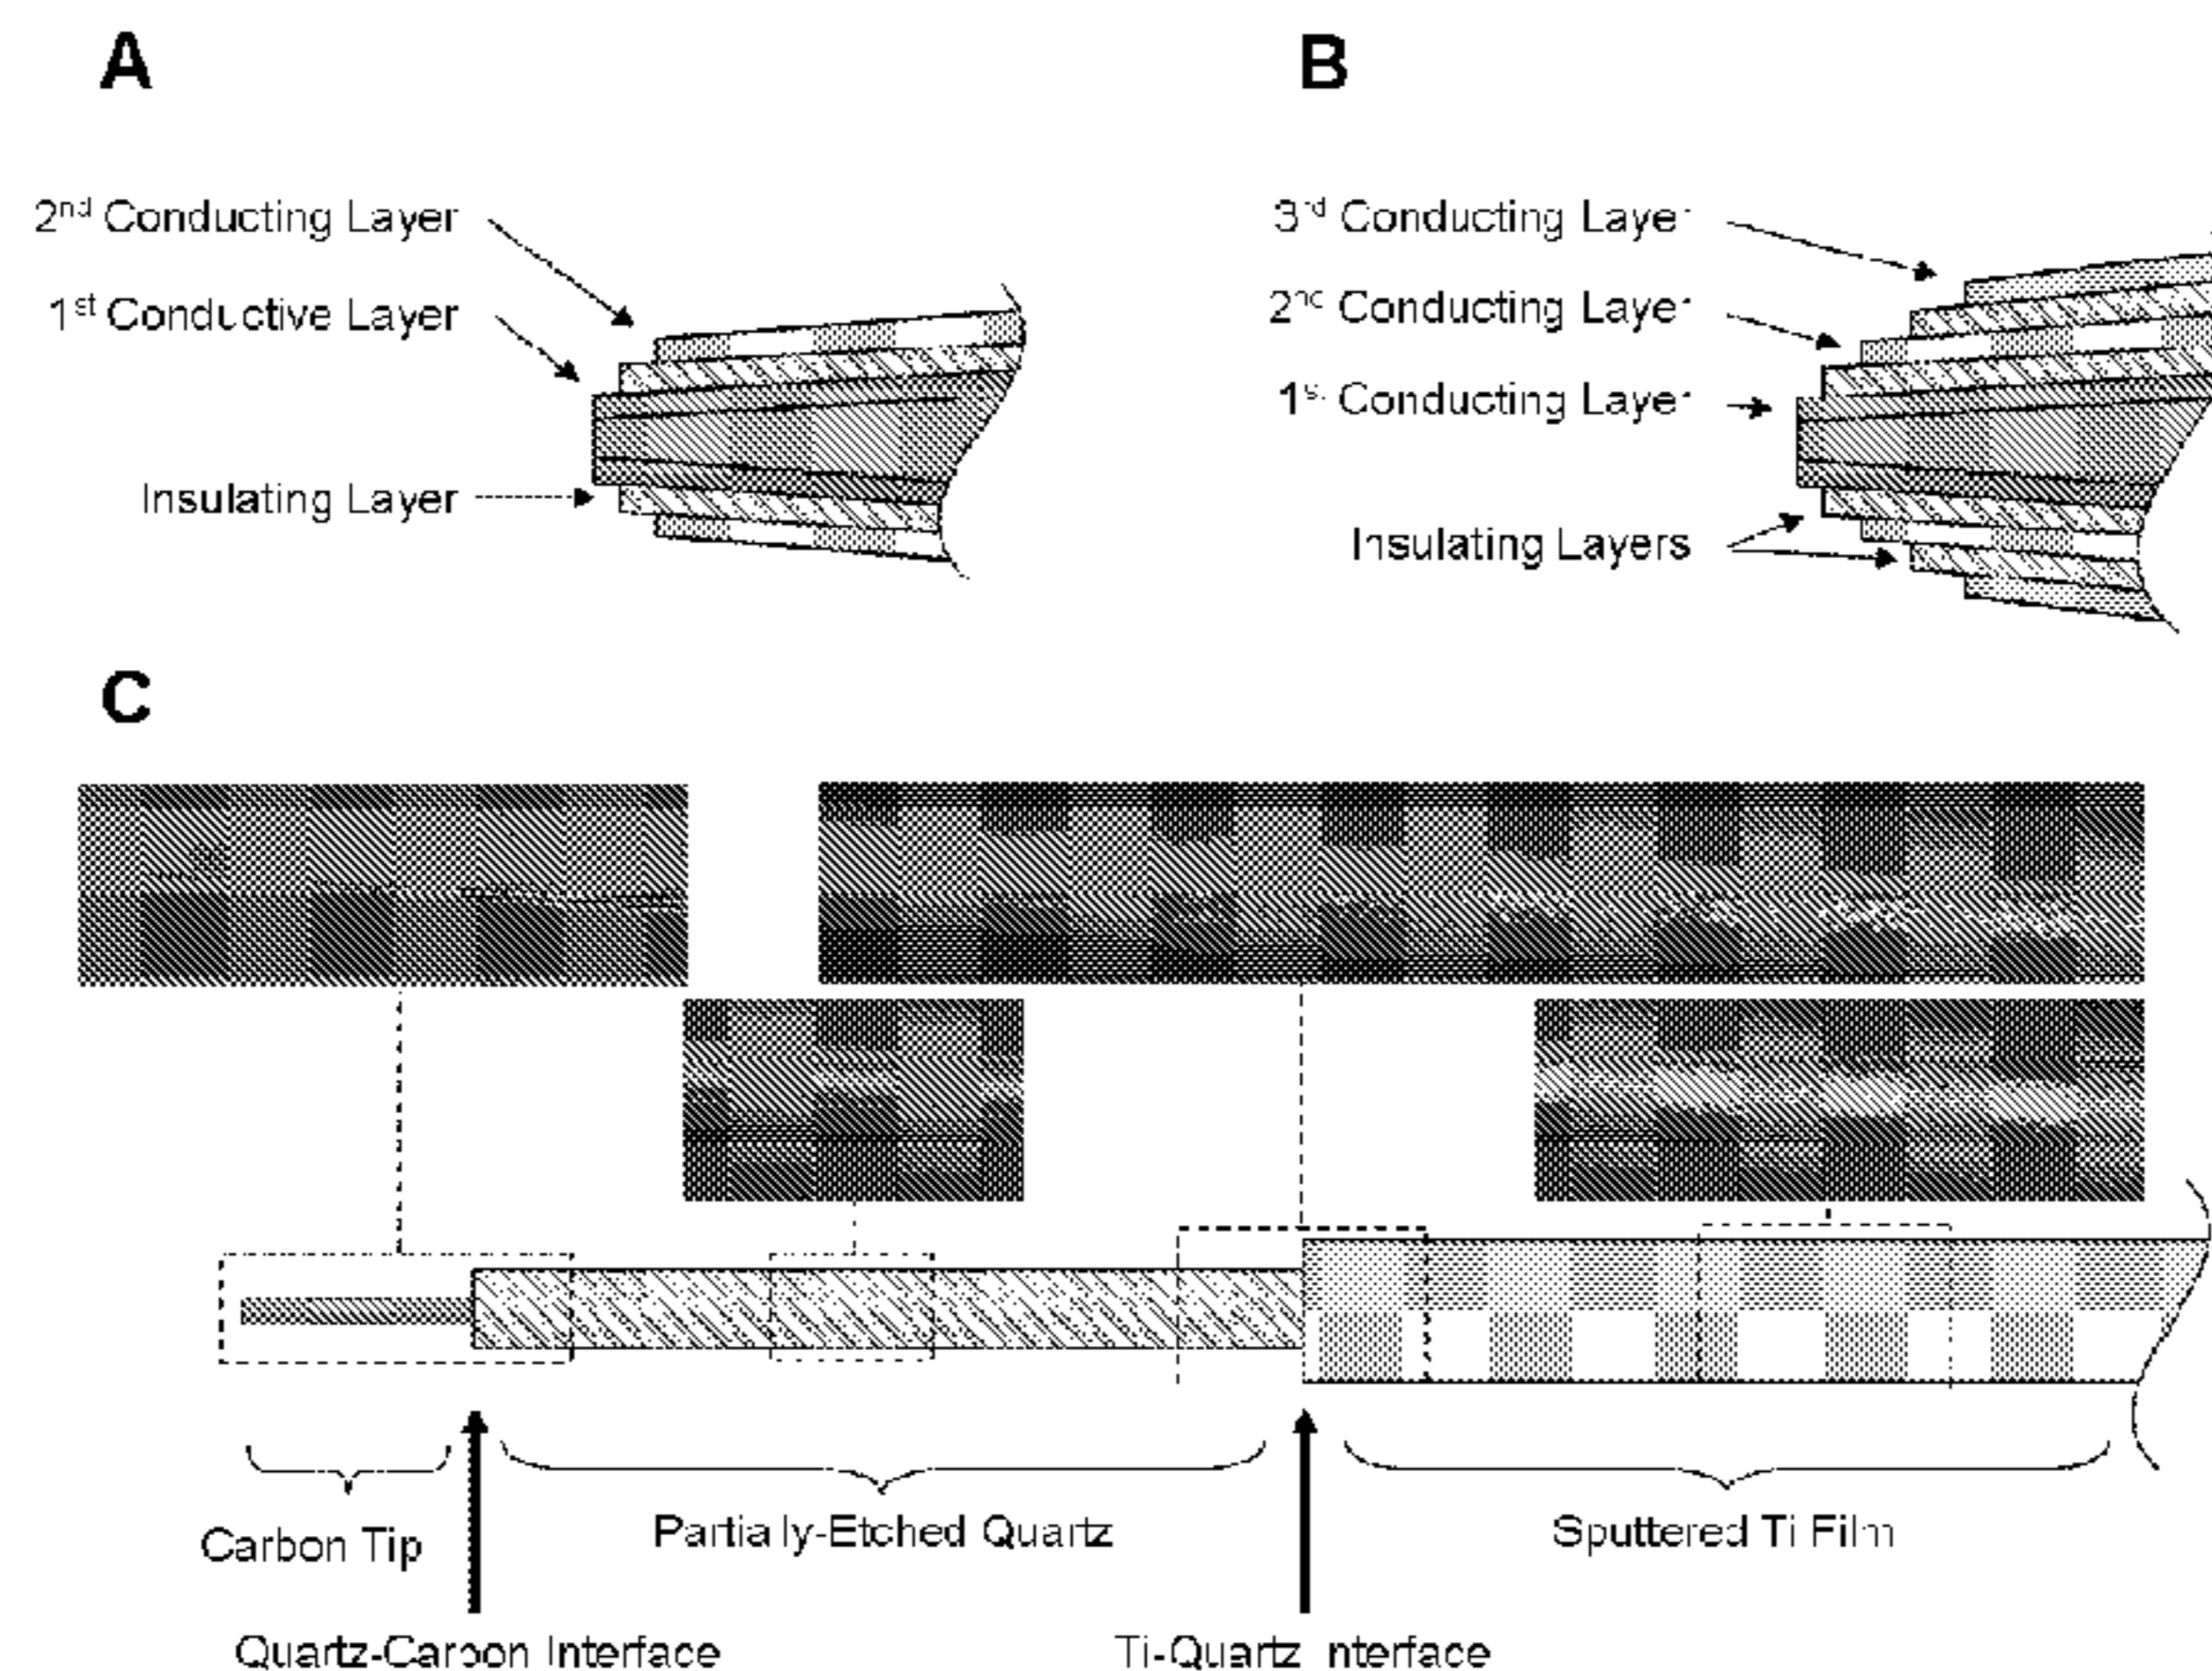 A
B
2nd Conducting Layer
1st Conductive Layer
Insulating Layer
3rd Conducting Layer
2nd Conducting Layer
1st Conducting Layer
Insulating Layers
C
Carbon Tip
Partially-Etched Quartz
Sputtered Ti Film
Quartz-Carbon Interface
Ti-Quartz Interface